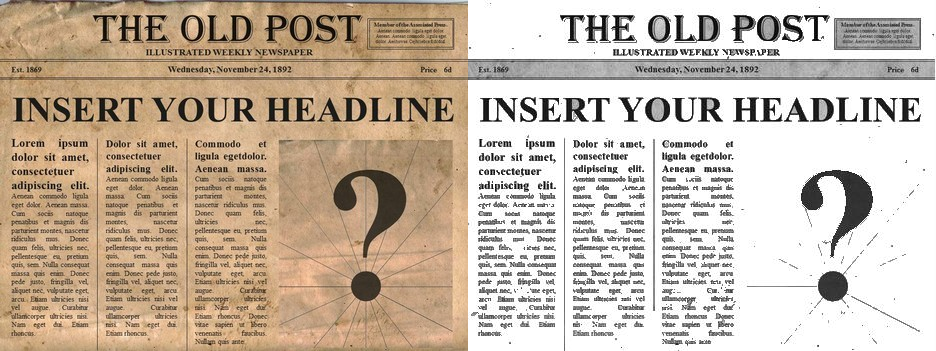 THE OLD POST
Member of the Associated Press.
Aenean commodo ligula eget
dolor. Aenean. Aenean commodo ligula eget
dolor.
ILLUSTRATED WEEKLY NEWSPAPER
Est. 1869
Wednesday, November 24, 1892
Price 6d
INSERT YOUR HEADLINE
Lorem ipsum
dolor sit amet,
consectetuer
adipiscing elit.
Aenean commodo ligula
eget dolor. Aenean massa.
Cum sociis natoque
penatibus et magnis dis
parturient montes, nascetur
ridiculus mus. Donec
quam felis, ultricies nec,
pellentesque eu, pretium
quis, sem. Nulla consequat
massa quis enim. Donec
pede justo, fringilla vel,
aliquet nec, vulputate eget,
arcu. Etiam ultricies nisi
vel augue. Curabitur
ullamcorper ultricies nisi.
Nam eget dui. Etiam
rhoncus.
Dolor sit amet,
consectetuer
adipiscing elit.
Aenean commodo ligula
eget dolor. Aenean
massa. Cum sociis
natoque penatibus et
magnis dis parturient
montes, nascetur
ridiculus mus. Donec
quam felis, ultricies nec,
pellentesque eu, pretium
quis, sem. Nulla
consequat massa quis
enim. Donec pede justo,
fringilla vel, aliquet nec,
vulputate eget, arcu.
Etiam ultricies nisi vel
augue. Curabitur
ullamcorper ultricies
nisi. Nam eget dui.
Etiam rhoncus.
Commodo et
ligula egetdolor.
Aenean massa.
Cum sociis natoque
penatibus et magnis dis
parturient montes,
nascetur ridiculus mus.
Donec quam felis,
ultricies nec,
pellentesque eu, pretium
quis, sem. Nulla
consequat massa quis
enim. Donec pede justo,
fringilla vel, aliquet nec,
vulputate eget, arcu.
Etiam ultricies nisi vel
augue. Curabitur
ullamcorper ultricies
nisi. Nam eget dui.
Etiam rhoncus. Donec
vitae sapien ut libero
venenatis faucibus.
Nullam quis ante.
?
THE OLD POST
Member of the Associated Press.
ILLUSTRATED WEEKLY NEWSPAPER
Est. 1869
Wednesday, November 24, 1892
Price 6d
INSERT YOUR HEADLINE
Lorem ipsum
dolor sit amet,
consectetuer
adipiscing elit.
Aenean commodo ligula
Cum sociis natoque
penatibus et magnis dis
parturient montes, nascetur
ridiculus mus. Donec
pellentesque eu, pretium
quis, sem. Nulla consequat
massa quis enim. Donec
pede justo, fringilla vel,
ullamcorper ultricies nisi.
Nam eget dui. Etiam
rhoncus.
Dolor sit amet,
consectetuer
adipiscing elit.
Aenean commodo ligula
eget dolor. Aenean
massa. Cum sociis
natoque penatibus et
magnis dis parturient
montes, nascetur
ridiculus mus. Donec
quam felis, ultricies nec,
pellentesque eu, pretium
quis, sem. Nulla
consequat massa quis
enim. Donec pede justo,
fringilla vel, aliquet nec,
vulputate eget, arcu.
Etiam ultricies nisi vel
augue. Curabitur
ullamcorper ultricies
nisi. Nam eget dui.
Etiam rhoncus.
Commodo et
ligula egetdolor.
Aenean massa.
Cum sociis natoque
penatibus et magnis dis
parturient montes,
nascetur ridiculus mus.
Donec quam felis,
ultricies nec,
pellentesque eu, pretium
quis, sem. Nulla
consequat massa quis
enim. Donec pede justo,
fringilla vel, aliquet nec,
vulputate eget, arcu.
Etiam ultricies nisi vel
ullamcorper ultricies
Etiam rhoncus. Donec
vitae sapien ut libero
venenatis faucibus.
Nullam quis ante
?